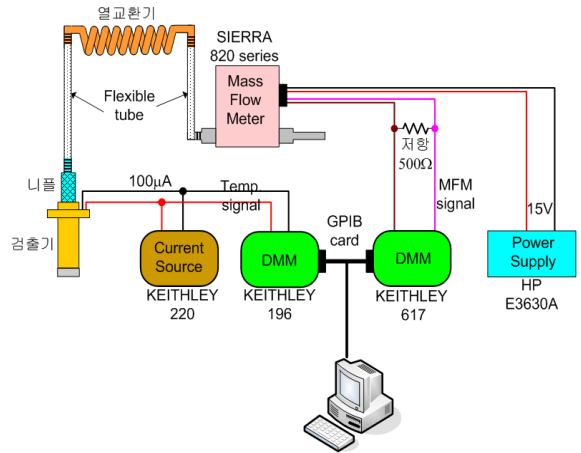 열교환기
SIERRA
820 series
Mass
Flow
Meter
Flexible
tube
저항
500Ω
니플
100μA
Temp.
signal
MFM
signal
15V
GPIB
card
검출기
Current
Source
DMM
DMM
Power
Supply
KEITHLEY
220
KEITHLEY
196
KEITHLEY
617
HP
E3630A